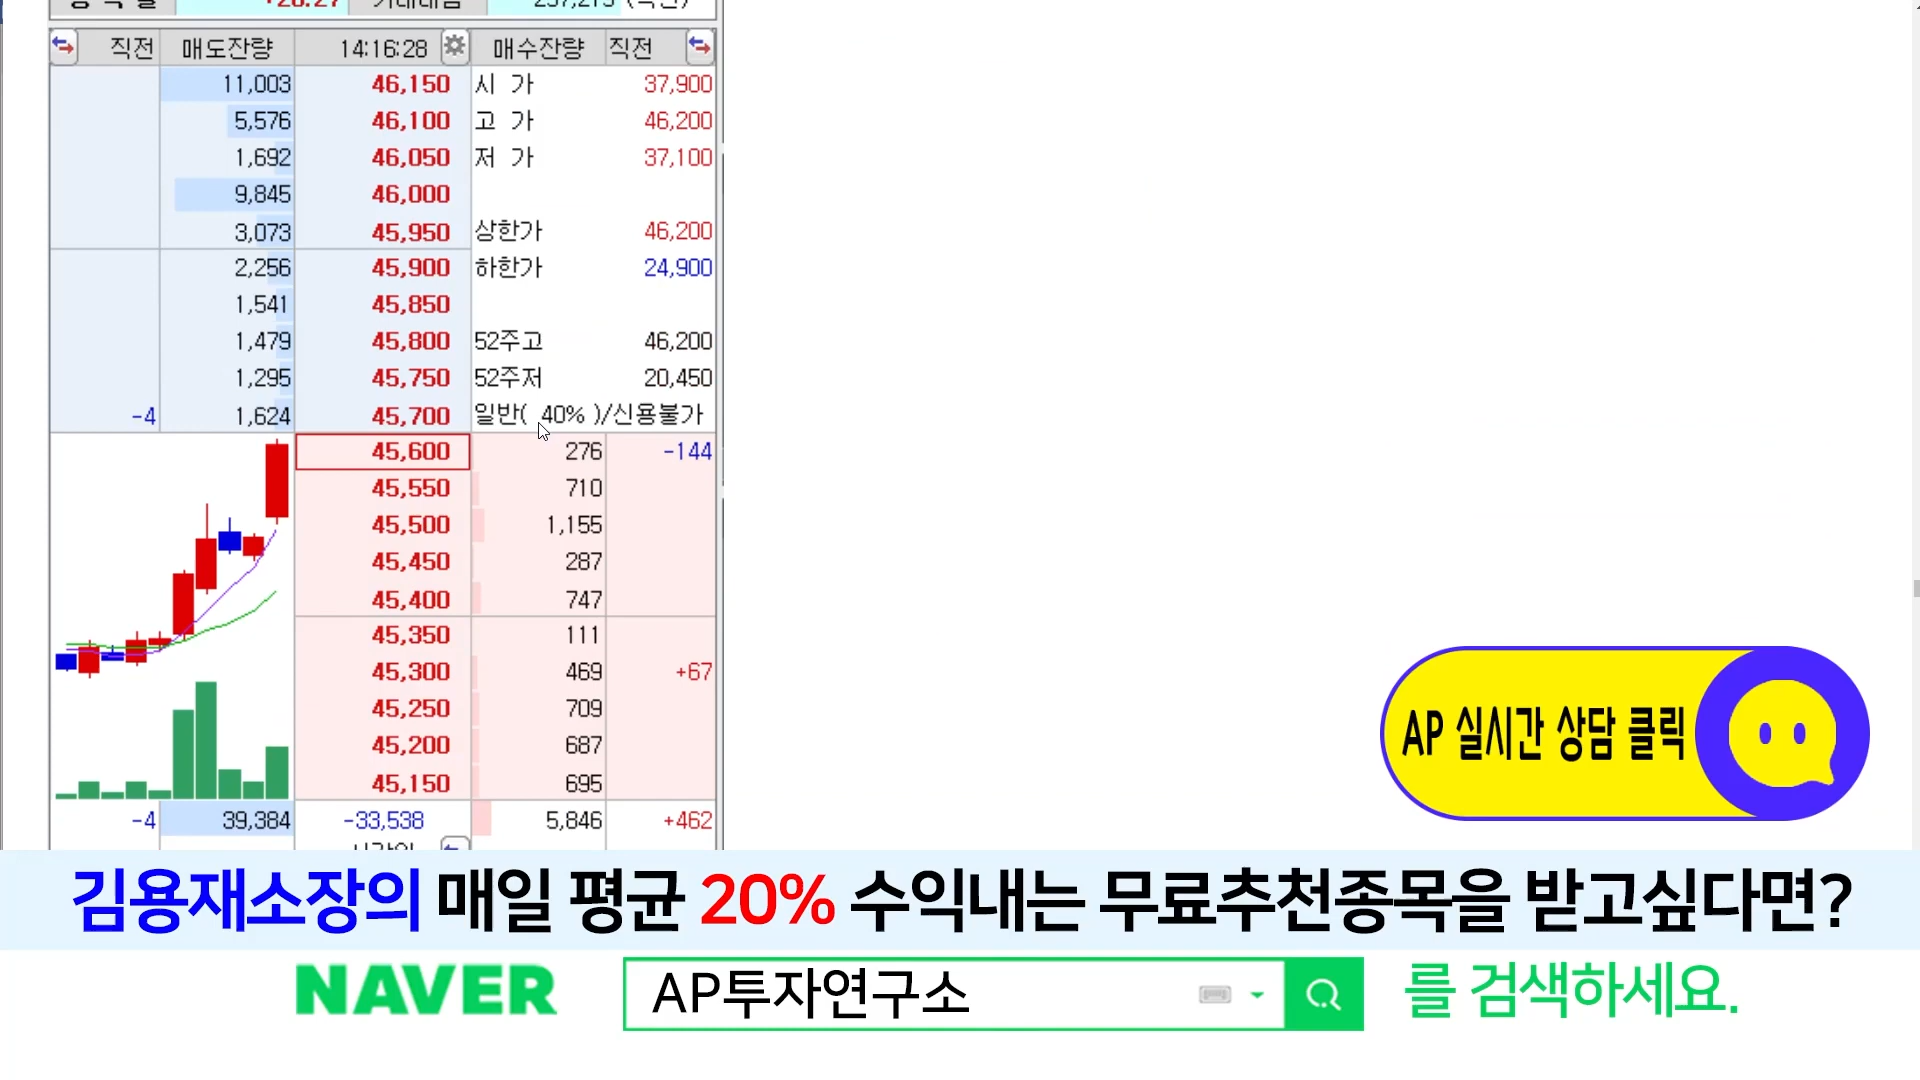 직전 매도잔량 14:16:28 매수잔량 직전
11,003 46,150 시 가 37,900
5,576 46,100 고 가 46,200
1,692 46,050 저 가 37,100
9,845 46,000
3,073 45,950 상한가 46,200
2,256 45,900 하한가 24,900
1,541 45,850
1,479 45,800 52주고 46,200
1,295 45,750 52주저 20,450
-4 1,624 45,700 일반( 40% )/신용불가
45,600 276 -144
45,550 710
45,500 1,155
45,450 287
45,400 747
45,350 111
45,300 469 +67
45,250 709
45,200 687
45,150 695
-4 39,384 -33,538 5,846 +462
AP 실시간 상담 클릭
김용재소장의 매일 평균 20% 수익내는 무료추천종목을 받고싶다면?
NAVER AP투자연구소 를 검색하세요.